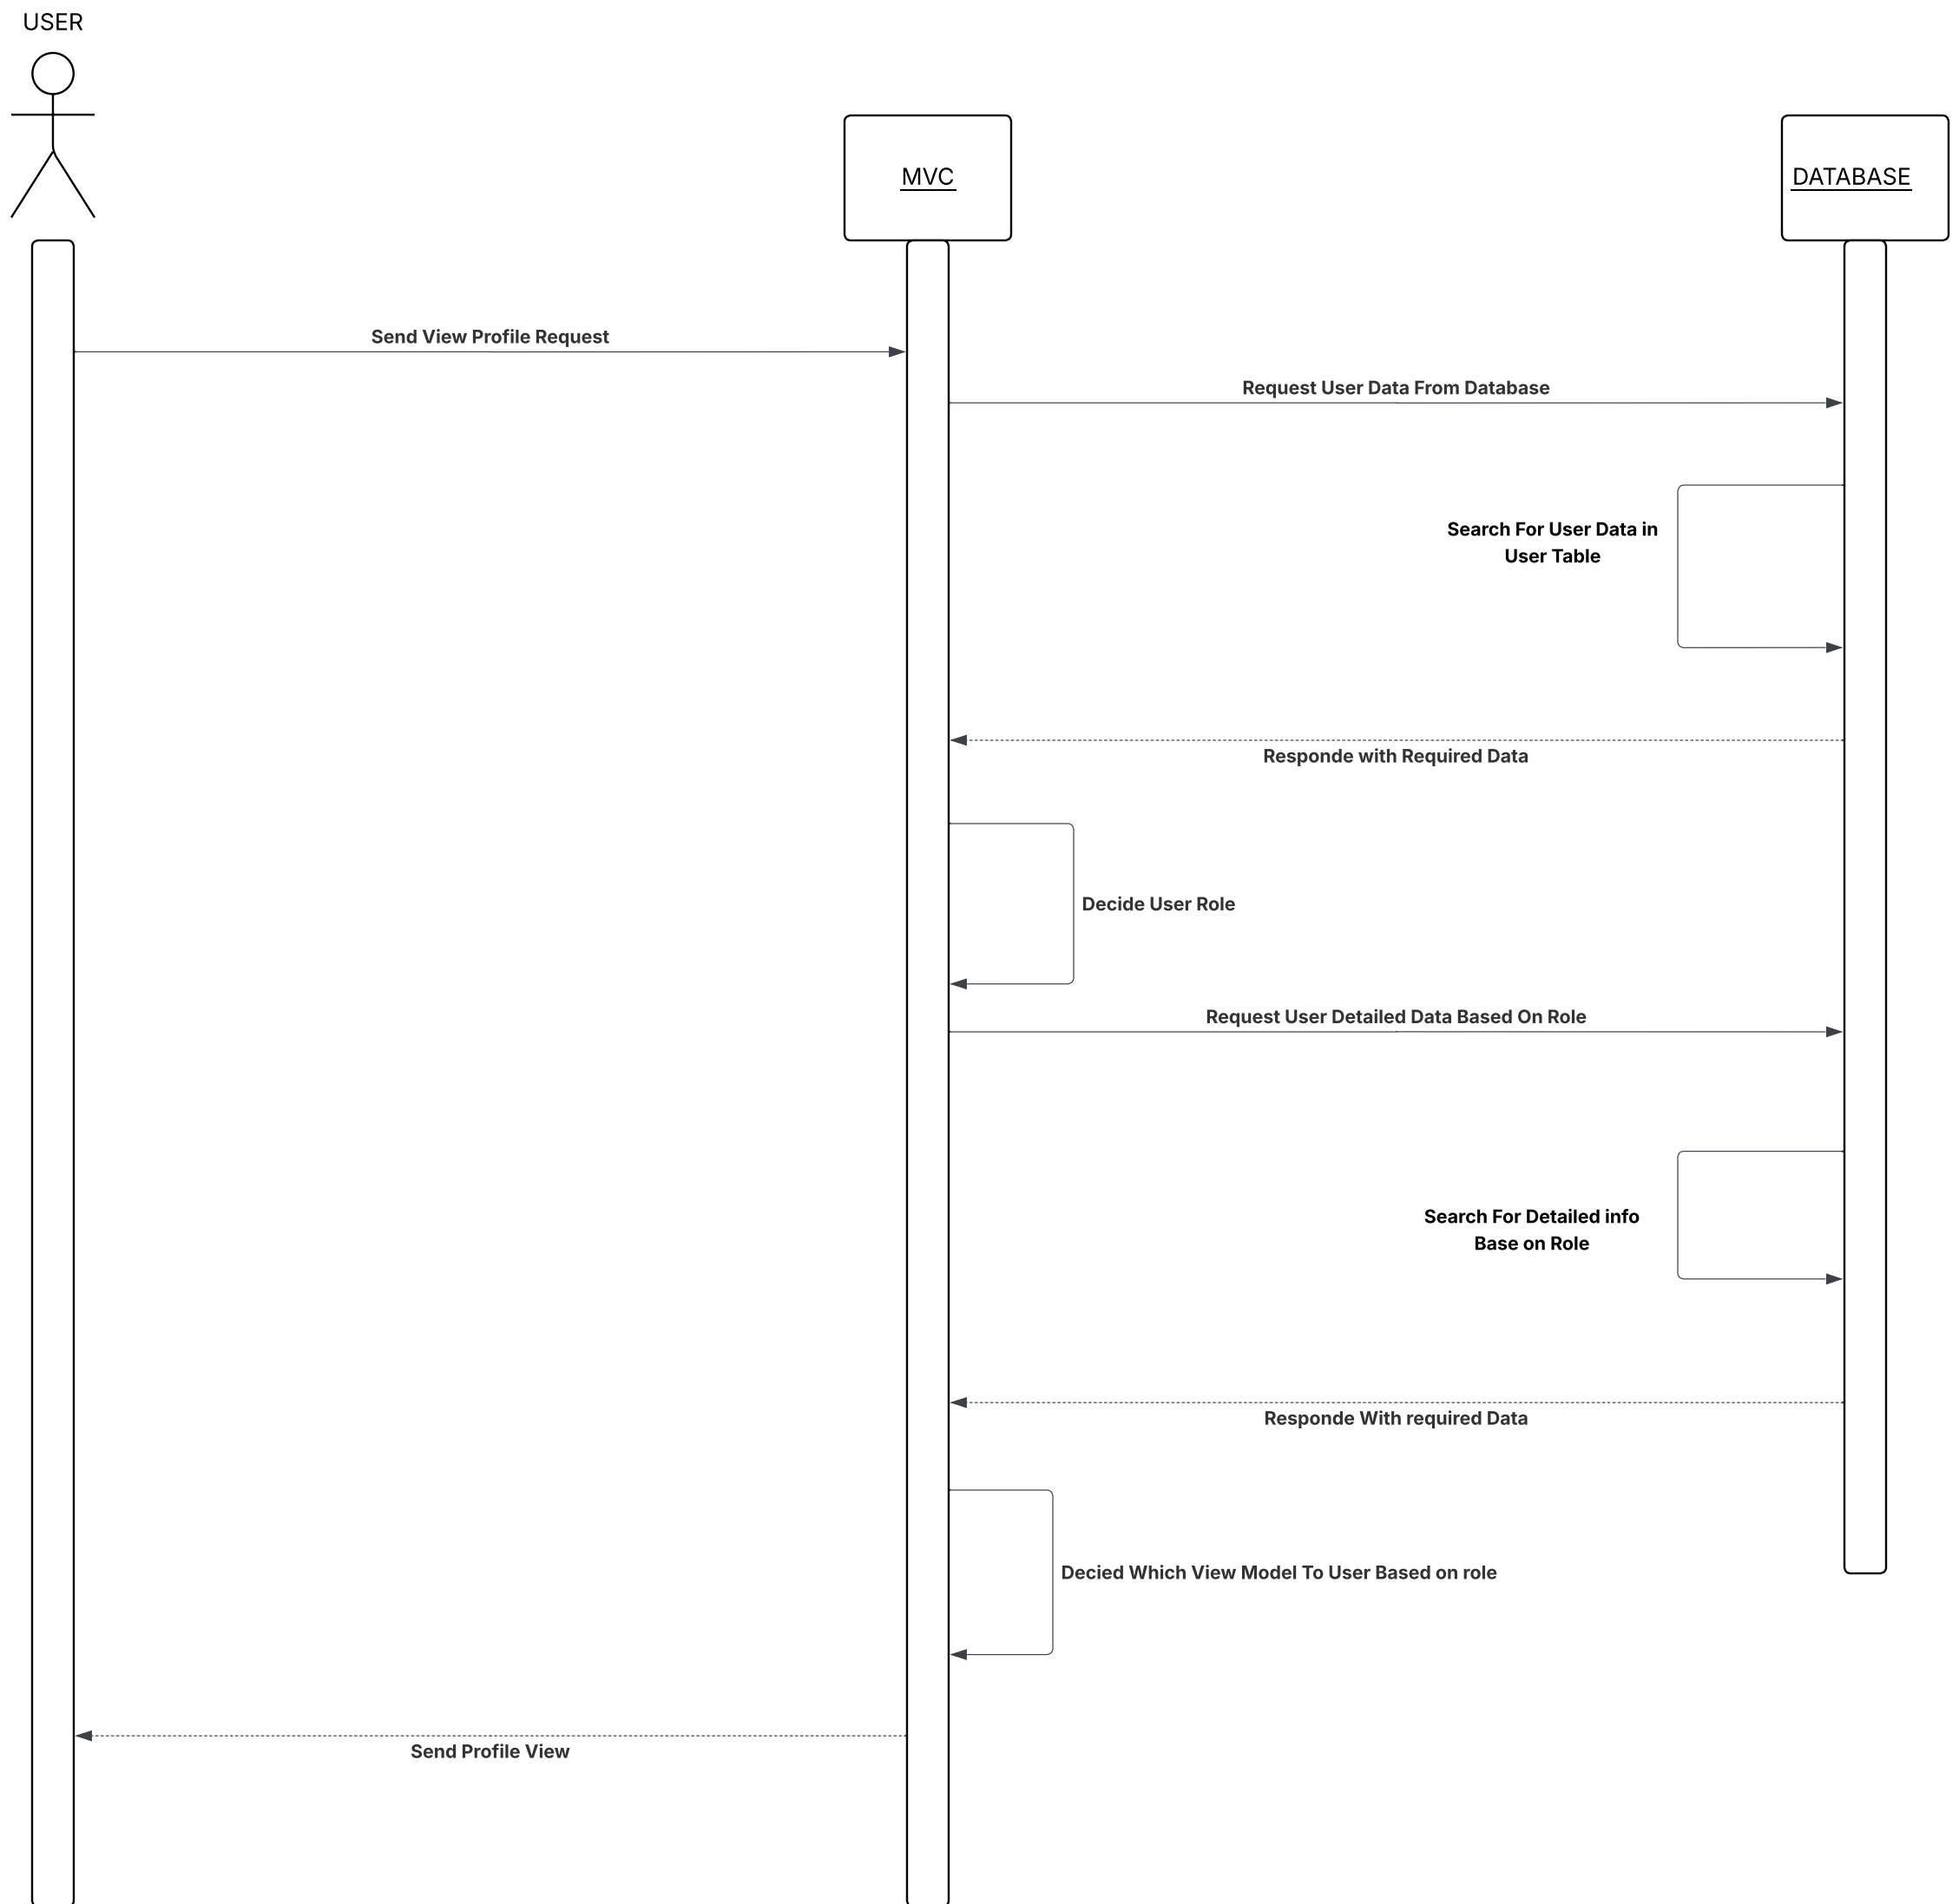 USER
MVC
DATABASE
Send View Profile Request
Request User Data From Database
Search For User Data in
User Table
Responde with Required Data
Decide User Role
Request User Detailed Data Based On Role
Search For Detailed info
Base on Role
Responde With required Data
Decied Which View Model To User Based on role
Send Profile View